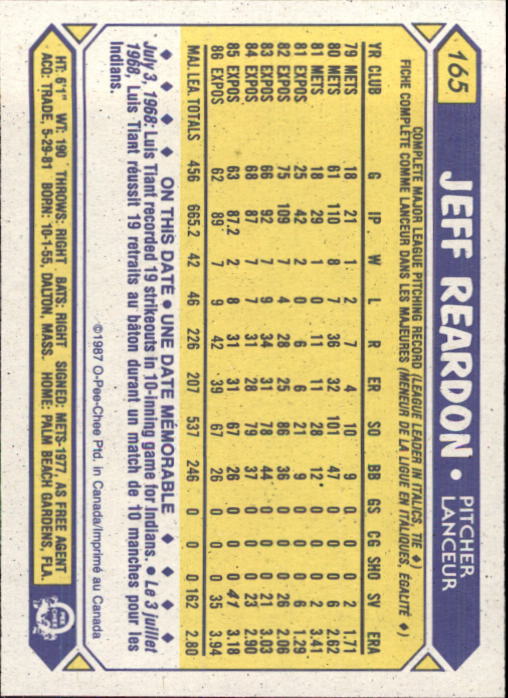 165
JEFF REARDON • PITCHER
LANCEUR
COMPLETE MAJOR LEAGUE PITCHING RECORD (LEAGUE LEADER IN ITALICS, TIE ♦)
FICHE COMPLÈTE COMME LANCEUR DANS LES MAJEURES (MENEUR DE LA LIGUE EN ITALIQUES, ÉGALITÉ ♦)
YR CLUB G IP W L R ER SO BB GS CG SHO SV ERA
79 METS 18 21 1 2 7 4 10 9 0 0 0 2 1.71
80 METS 61 110 8 7 36 32 101 47 0 0 0 6 2.62
81 METS 18 29 1 0 11 11 28 12 0 0 0 2 3.41
81 EXPOS 25 42 2 0 6 6 21 9 0 0 0 6 1.29
82 EXPOS 75 109 7 4 28 25 86 36 0 0 0 26 2.06
83 EXPOS 66 92 7 9 34 31 78 44 0 0 0 21 3.03
84 EXPOS 68 87 7 7 31 28 79 37 0 0 0 23 2.90
85 EXPOS 63 87.2 2 8 31 31 67 26 0 0 0 41 3.18
86 EXPOS 62 89 7 9 42 39 67 26 0 0 0 35 3.94
MAJ. LEA. TOTALS 456 665.2 42 46 226 207 537 246 0 0 0 162 2.80
♦ ♦ ♦ ♦ ON THIS DATE • UNE DATE MÉMORABLE ♦ ♦ ♦ ♦
July 3, 1968: Luis Tiant recorded 19 strikeouts in 10-inning game for Indians. • Le 3 juillet
1968, Luis Tiant réussit 19 retraits au bâton durant un match de 10 manches pour les
Indians.
©1987 O-Pee-Chee Ptd. in Canada/Imprimé au Canada
HT: 6'1" WT: 190 THROWS: RIGHT BATS: RIGHT SIGNED: METS-1977, AS FREE AGENT
ACQ: TRADE, 5-29-81 BORN: 10-1-55, DALTON, MASS. HOME: PALM BEACH GARDENS, FLA.
O-PEE-CHEE